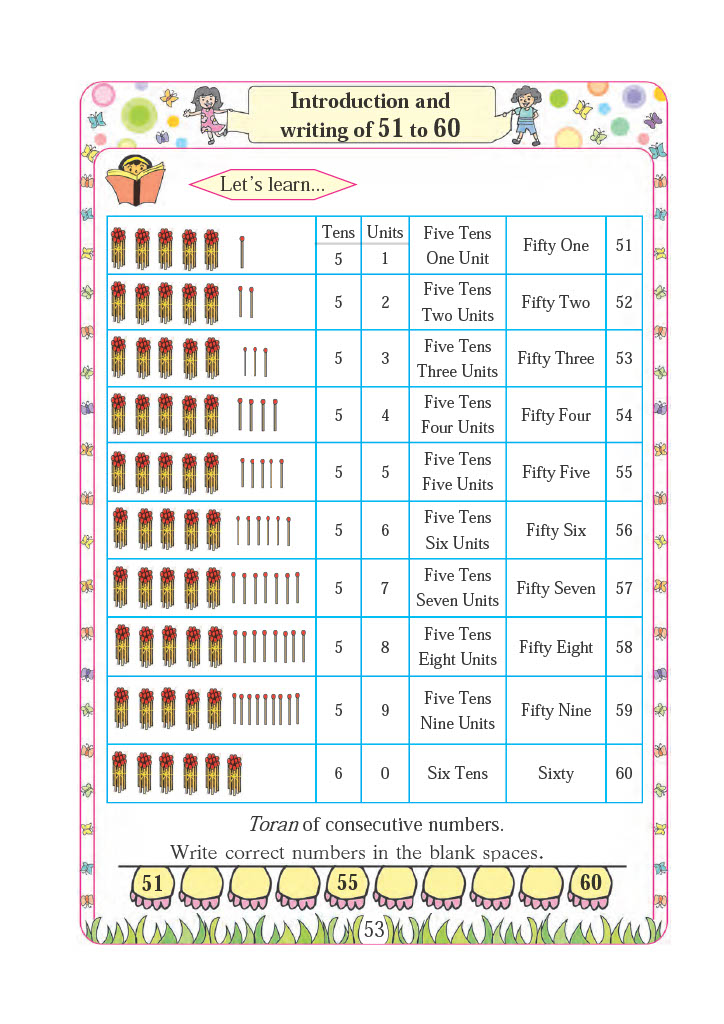 Introduction and
writing of 51 to 60
Let's learn...
Tens Units Five Tens Fifty One 51
5 1 One Unit
5 2 Five Tens Fifty Two 52
Two Units
5 3 Five Tens Fifty Three 53
Three Units
5 4 Five Tens Fifty Four 54
Four Units
5 5 Five Tens Fifty Five 55
Five Units
5 6 Five Tens Fifty Six 56
Six Units
5 7 Five Tens Fifty Seven 57
Seven Units
5 8 Five Tens Fifty Eight 58
Eight Units
5 9 Five Tens Fifty Nine 59
Nine Units
6 0 Six Tens Sixty 60
Toran of consecutive numbers.
Write correct numbers in the blank spaces.
51 55 60
53